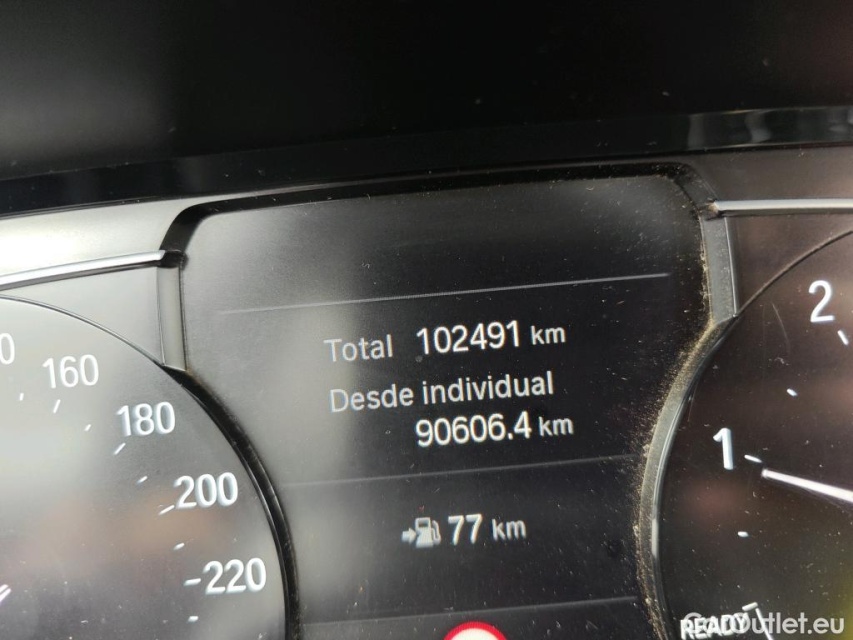 Total 102491 km
Desde individual
90606.4 km
77 km
160
180
200
220
2
1
READY